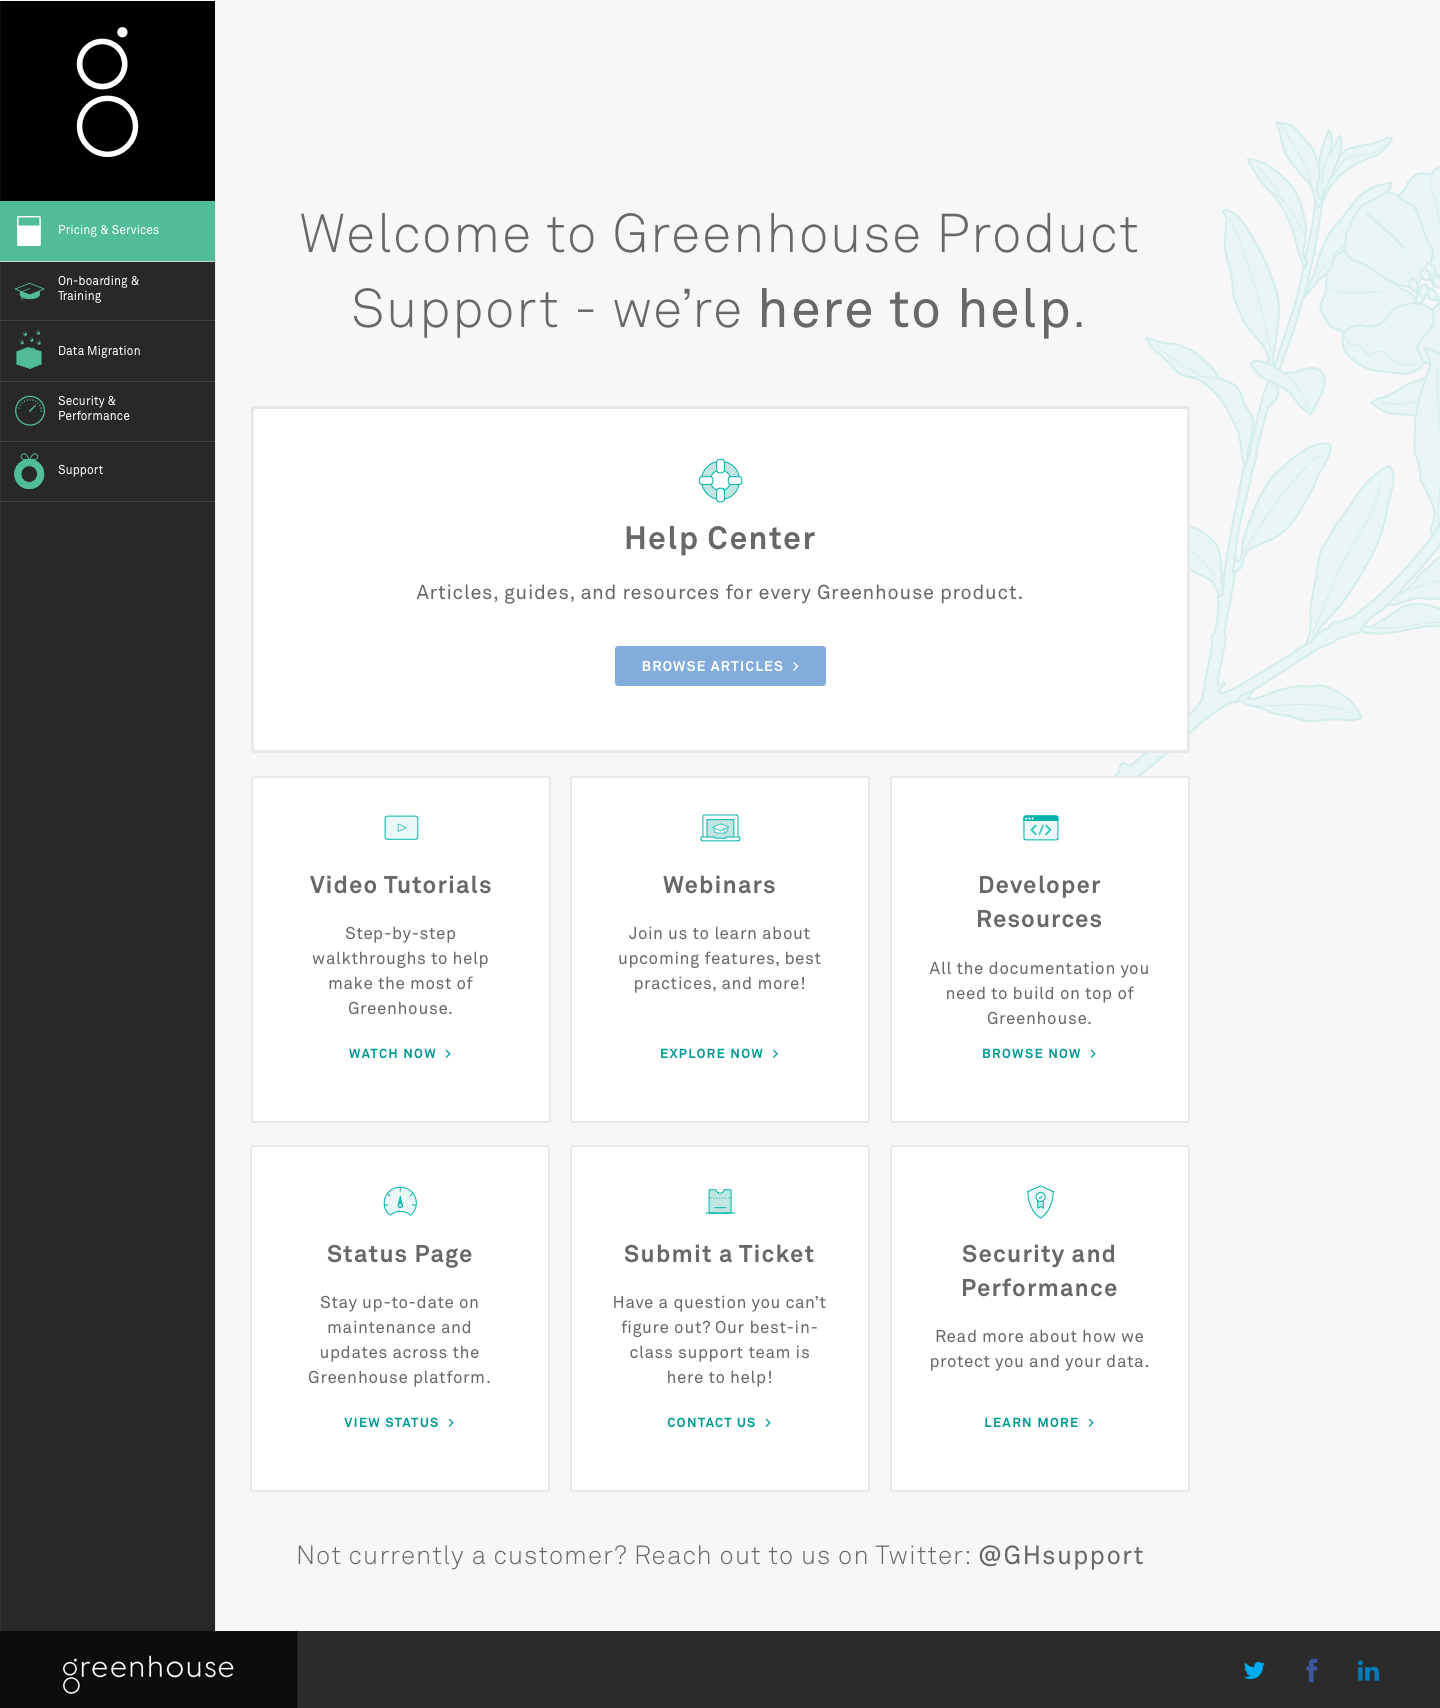 g
Pricing & Services
On-boarding &
Training
Data Migration
Security &
Performance
Support
Welcome to Greenhouse Product
Support - we’re here to help.
Help Center
Articles, guides, and resources for every Greenhouse product.
BROWSE ARTICLES >
Video Tutorials
Step-by-step
walkthroughs to help
make the most of
Greenhouse.
WATCH NOW >
Webinars
Join us to learn about
upcoming features, best
practices, and more!
EXPLORE NOW >
Developer
Resources
All the documentation you
need to build on top of
Greenhouse.
BROWSE NOW >
Status Page
Stay up-to-date on
maintenance and
updates across the
Greenhouse platform.
VIEW STATUS >
Submit a Ticket
Have a question you can’t
figure out? Our best-in-
class support team is
here to help!
CONTACT US >
Security and
Performance
Read more about how we
protect you and your data.
LEARN MORE >
Not currently a customer? Reach out to us on Twitter: @GHsupport
greenhouse